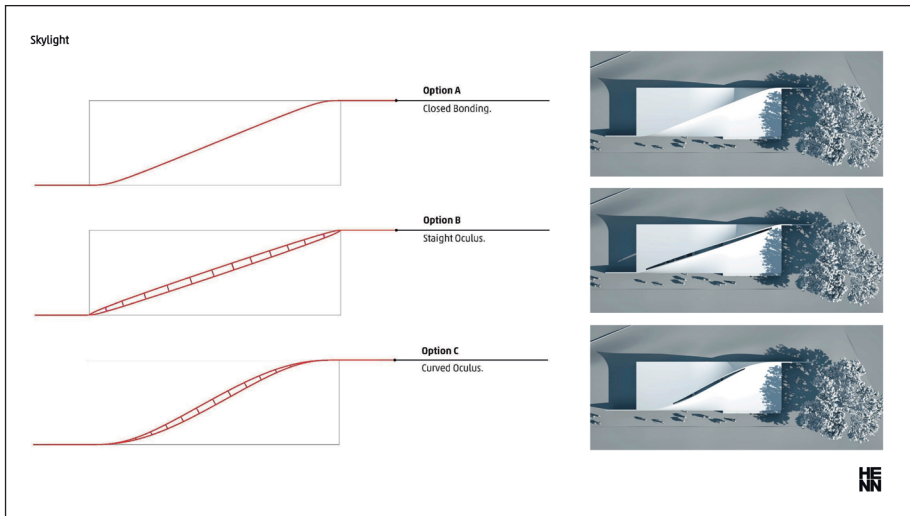 Skylight
Option A
Closed Bonding.
Option B
Staight Oculus.
Option C
Curved Oculus.
HE
NN